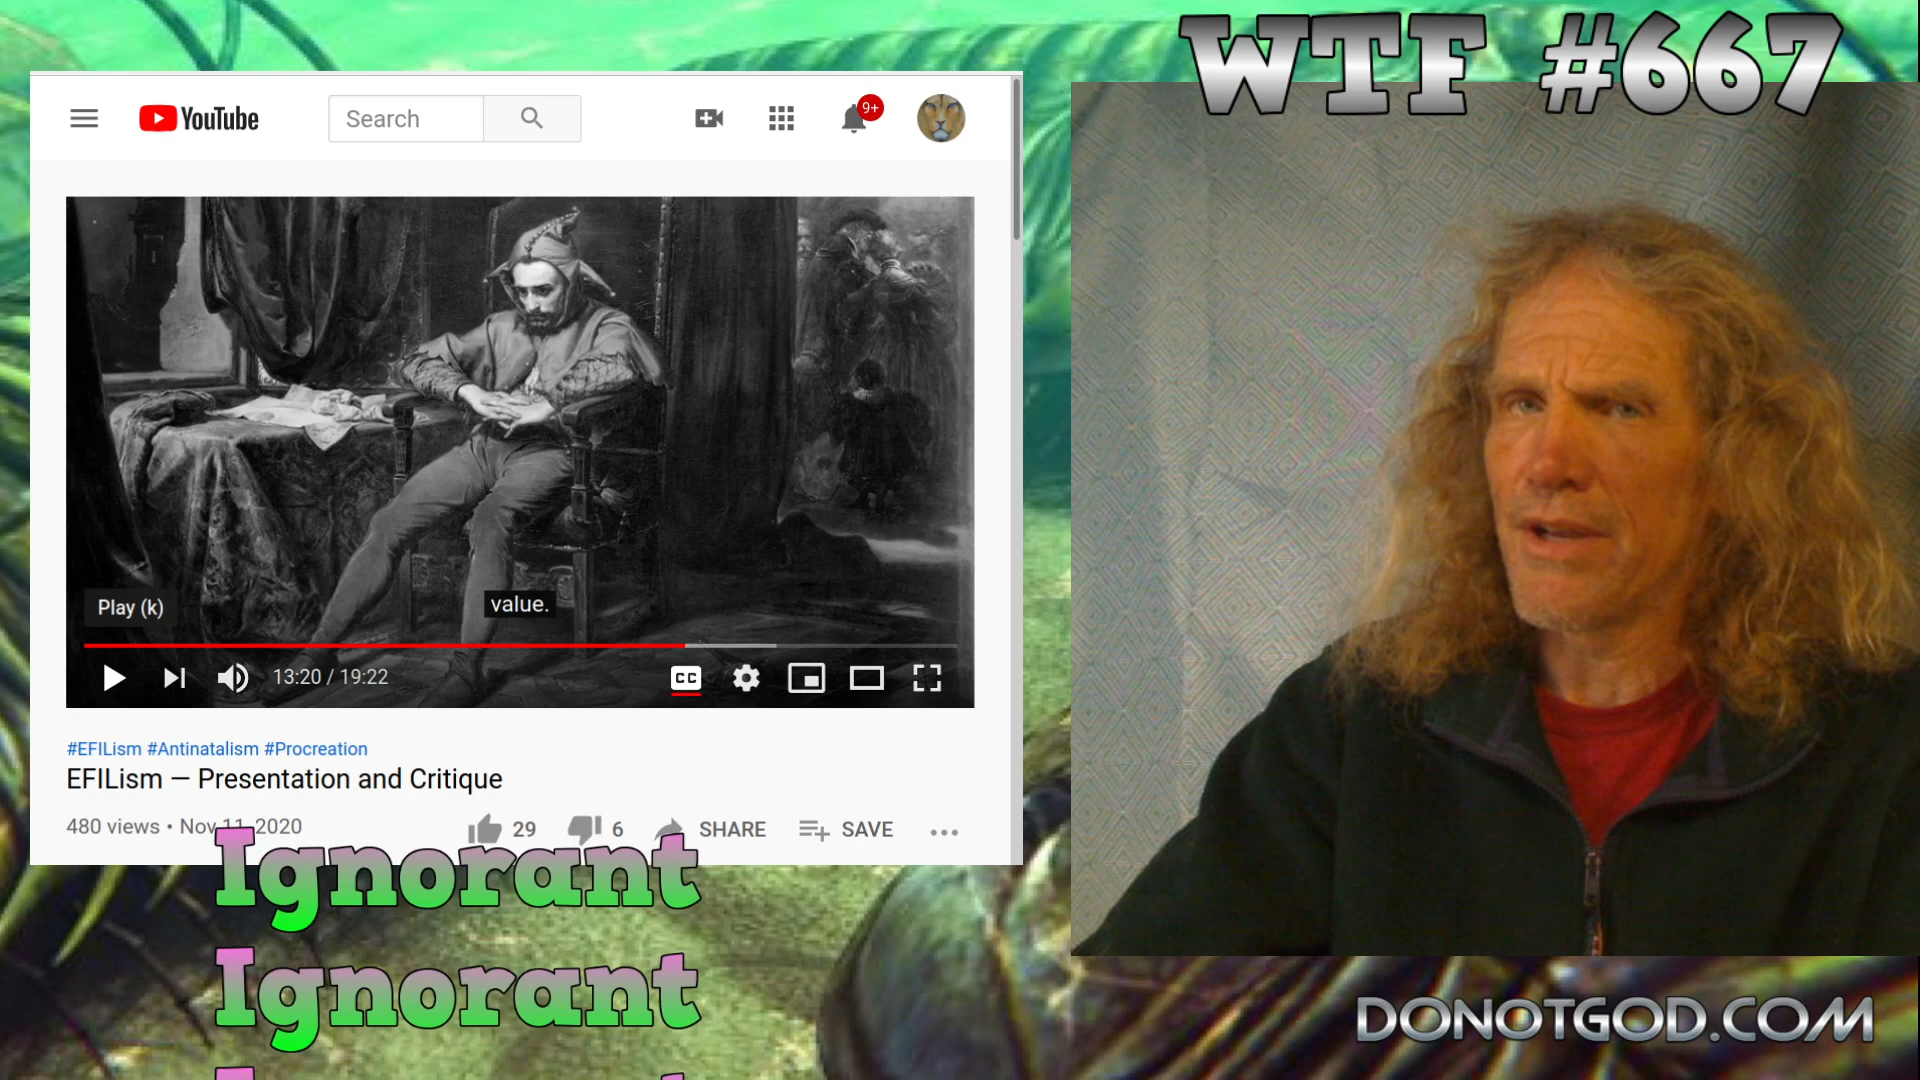 WTF #667
YouTube
Search
9+
value.
Play (k)
13:20 / 19:22
CC
#EFILism #Antinatalism #Procreation
EFILism — Presentation and Critique
480 views • Nov 11, 2020
29
6
SHARE
SAVE
Ignorant
Ignorant
DONOTGOD.COM